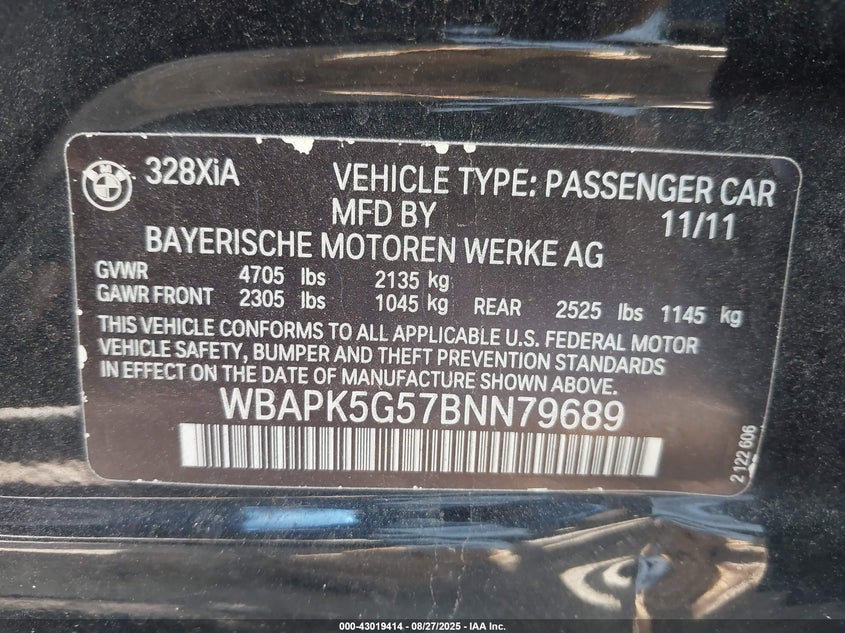 328XiA VEHICLE TYPE: PASSENGER CAR
MFD BY 11/11
BAYERISCHE MOTOREN WERKE AG
GVWR 4705 lbs 2135 kg
GAWR FRONT 2305 lbs 1045 kg REAR 2525 lbs 1145 kg
THIS VEHICLE CONFORMS TO ALL APPLICABLE U.S. FEDERAL MOTOR
VEHICLE SAFETY, BUMPER AND THEFT PREVENTION STANDARDS
IN EFFECT ON THE DATE OF MANUFACTURE SHOWN ABOVE.
WBAPK5G57BNN79689
2 122 606
000-43019414 - 08/27/2025 - IAA Inc.